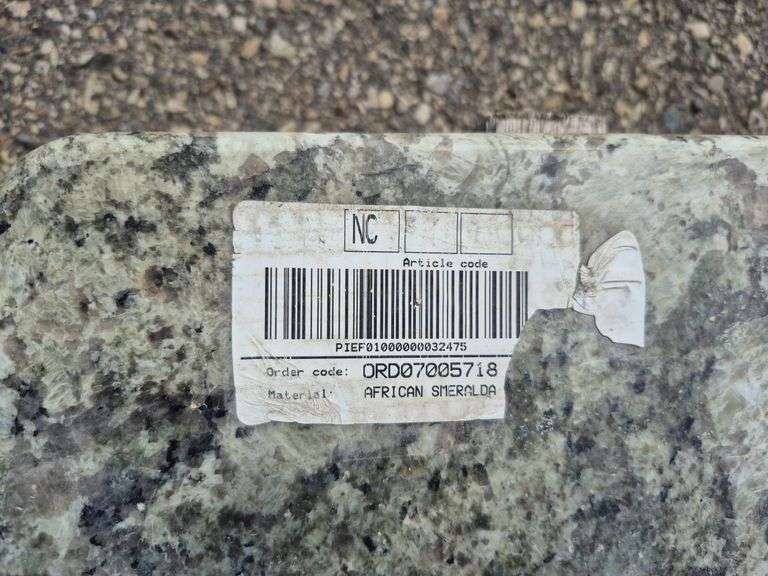 NC
Article code
PIEF01000000032475
Order code: ORD07005718
Material: AFRICAN SMERALDA